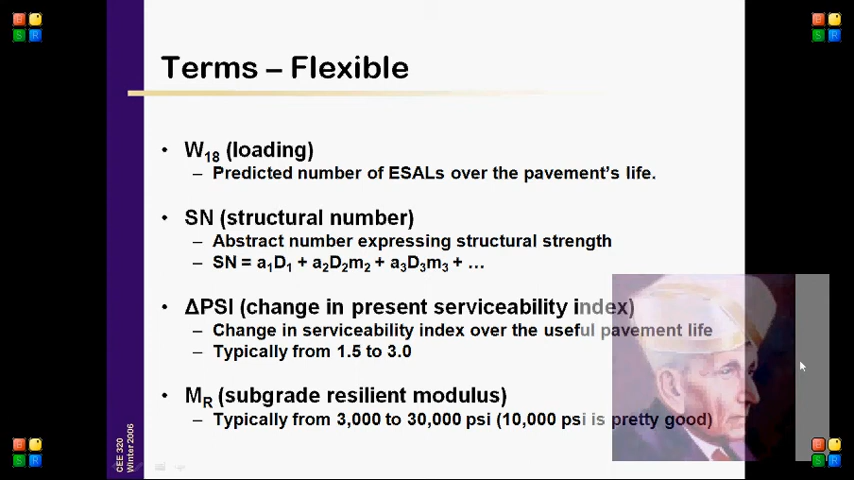 Terms – Flexible
• W18 (loading)
– Predicted number of ESALs over the pavement's life.
• SN (structural number)
– Abstract number expressing structural strength
– SN = a1D1 + a2D2m2 + a3D3m3 + …
• ΔPSI (change in present serviceability index)
– Change in serviceability index over the useful pavement life
– Typically from 1.5 to 3.0
• MR (subgrade resilient modulus)
– Typically from 3,000 to 30,000 psi (10,000 psi is pretty good)
CEE 320
Winter 2006
B
S R
B
S R
B
S R
B
S R